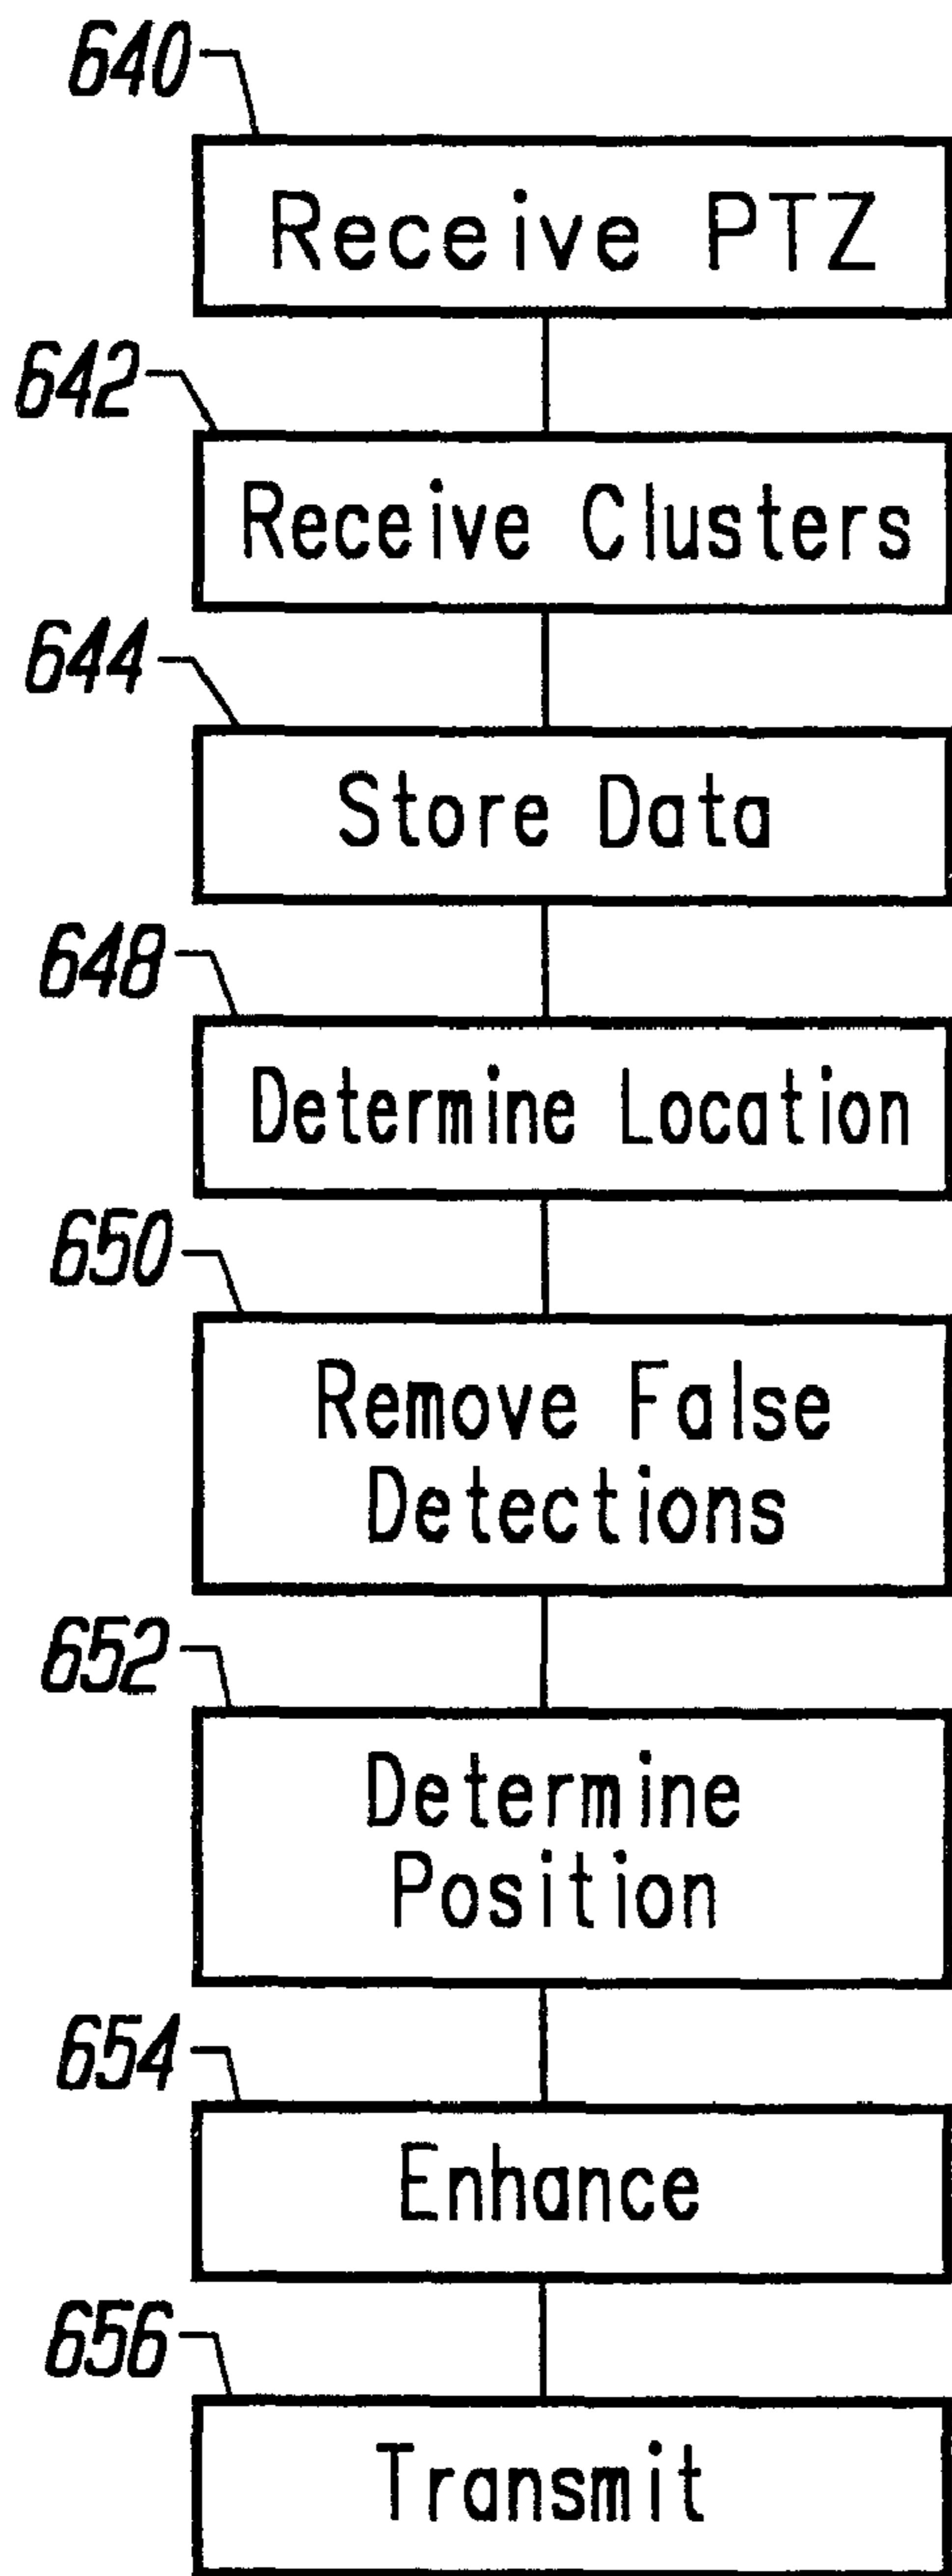 640
Receive PTZ
642
Receive Clusters
644
Store Data
648
Determine Location
650
Remove False
Detections
652
Determine
Position
654
Enhance
656
Transmit